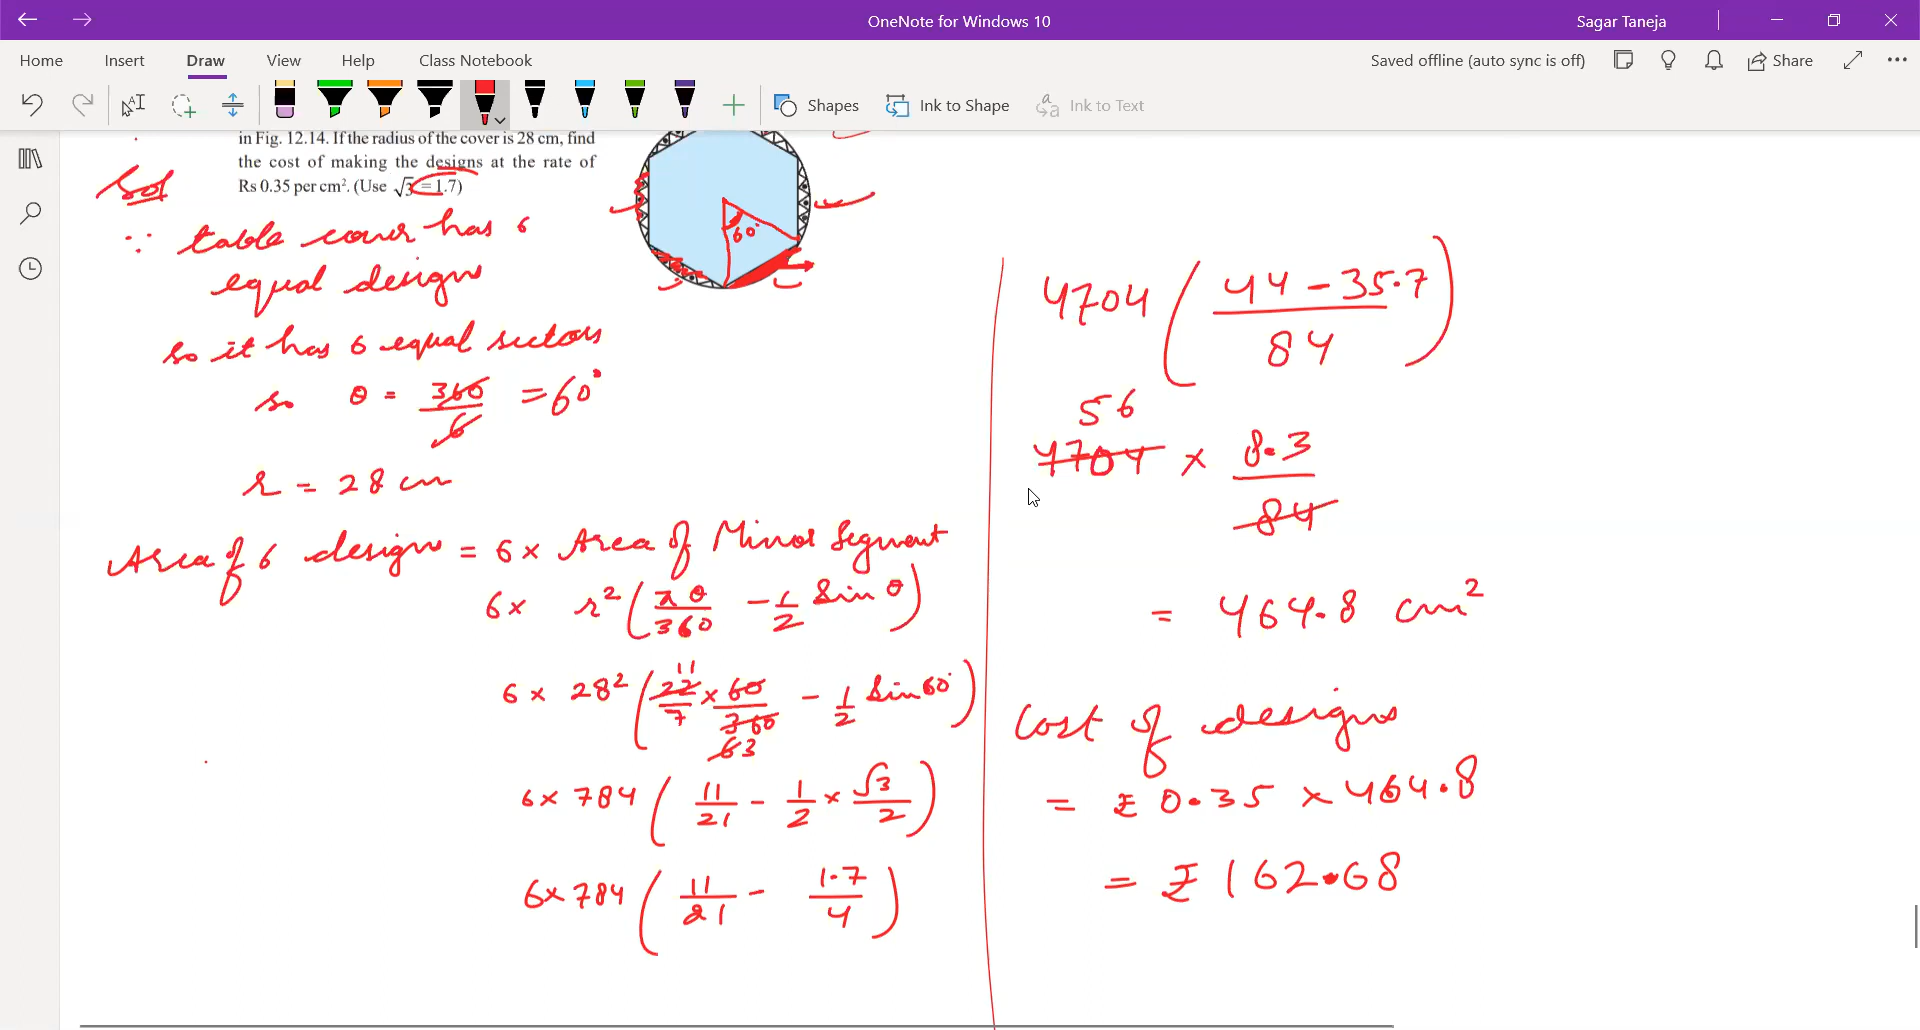 OneNote for Windows 10
Sagar Taneja
Home Insert Draw View Help Class Notebook
Saved offline (auto sync is off) Share
Shapes Ink to Shape Ink to Text
in Fig. 12.14. If the radius of the cover is 28 cm, find
the cost of making the designs at the rate of
Rs 0.35 per cm². (Use √3 = 1.7)
Sol
∵ table cover has 6
equal designs
so it has 6 equal sectors
so θ = 360/6 = 60°
r = 28 cm
Area of 6 designs = 6 × Area of Minor Segment
6 × r² (πθ/360 - 1/2 Sin θ)
6 × 28² (22/7 × 60/360 - 1/2 Sin 60°)
11
63
6 × 784 (11/21 - 1/2 × √3/2)
6 × 784 (11/21 - 1.7/4)
60°
4704 (44 - 35.7 / 84)
56
4704 × 8.3/84
= 464.8 cm²
Cost of designs
= ₹ 0.35 × 464.8
= ₹ 162.68